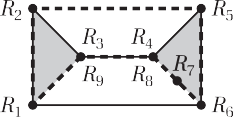 R₂ R₅
R₃ R₄
R₉ R₈ R₇
R₁ R₆